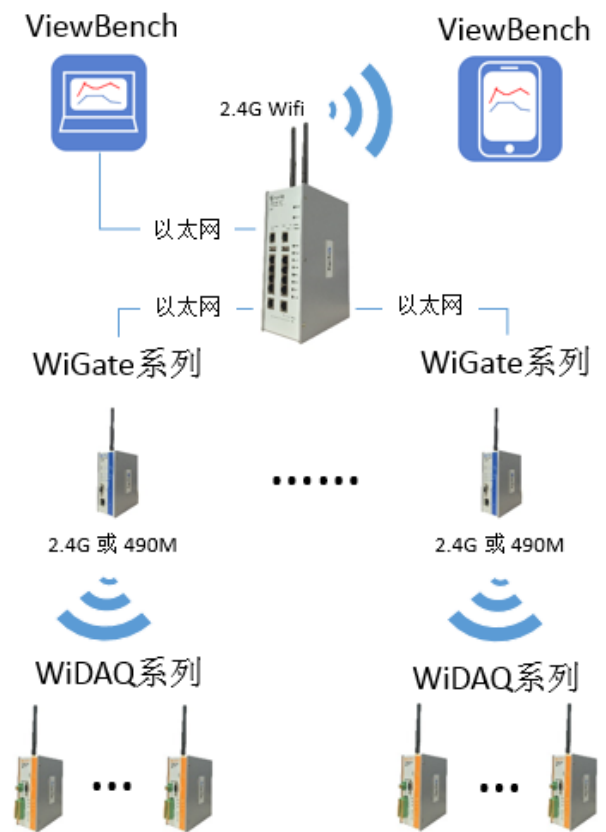 ViewBench
ViewBench
2.4G Wifi
以太网
以太网
以太网
WiGate系列
WiGate系列
......
2.4G 或 490M
2.4G 或 490M
WiDAQ系列
WiDAQ系列
...
...